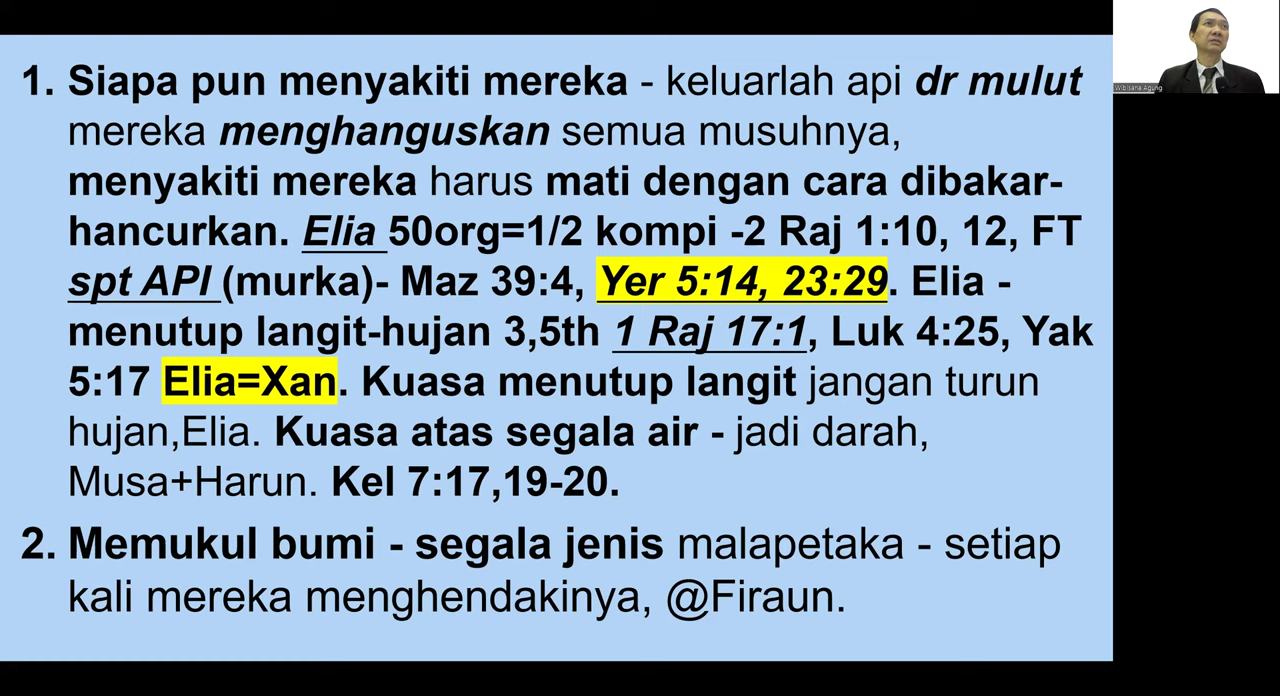 1. Siapa pun menyakiti mereka - keluarlah api dr mulut
mereka menghanguskan semua musuhnya,
menyakiti mereka harus mati dengan cara dibakar-
hancurkan. Elia 50org=1/2 kompi -2 Raj 1:10, 12, FT
spt API (murka)- Maz 39:4, Yer 5:14, 23:29. Elia -
menutup langit-hujan 3,5th 1 Raj 17:1, Luk 4:25, Yak
5:17 Elia=Xan. Kuasa menutup langit jangan turun
hujan,Elia. Kuasa atas segala air - jadi darah,
Musa+Harun. Kel 7:17,19-20.
2. Memukul bumi - segala jenis malapetaka - setiap
kali mereka menghendakinya, @Firaun.
Wibisana Agung